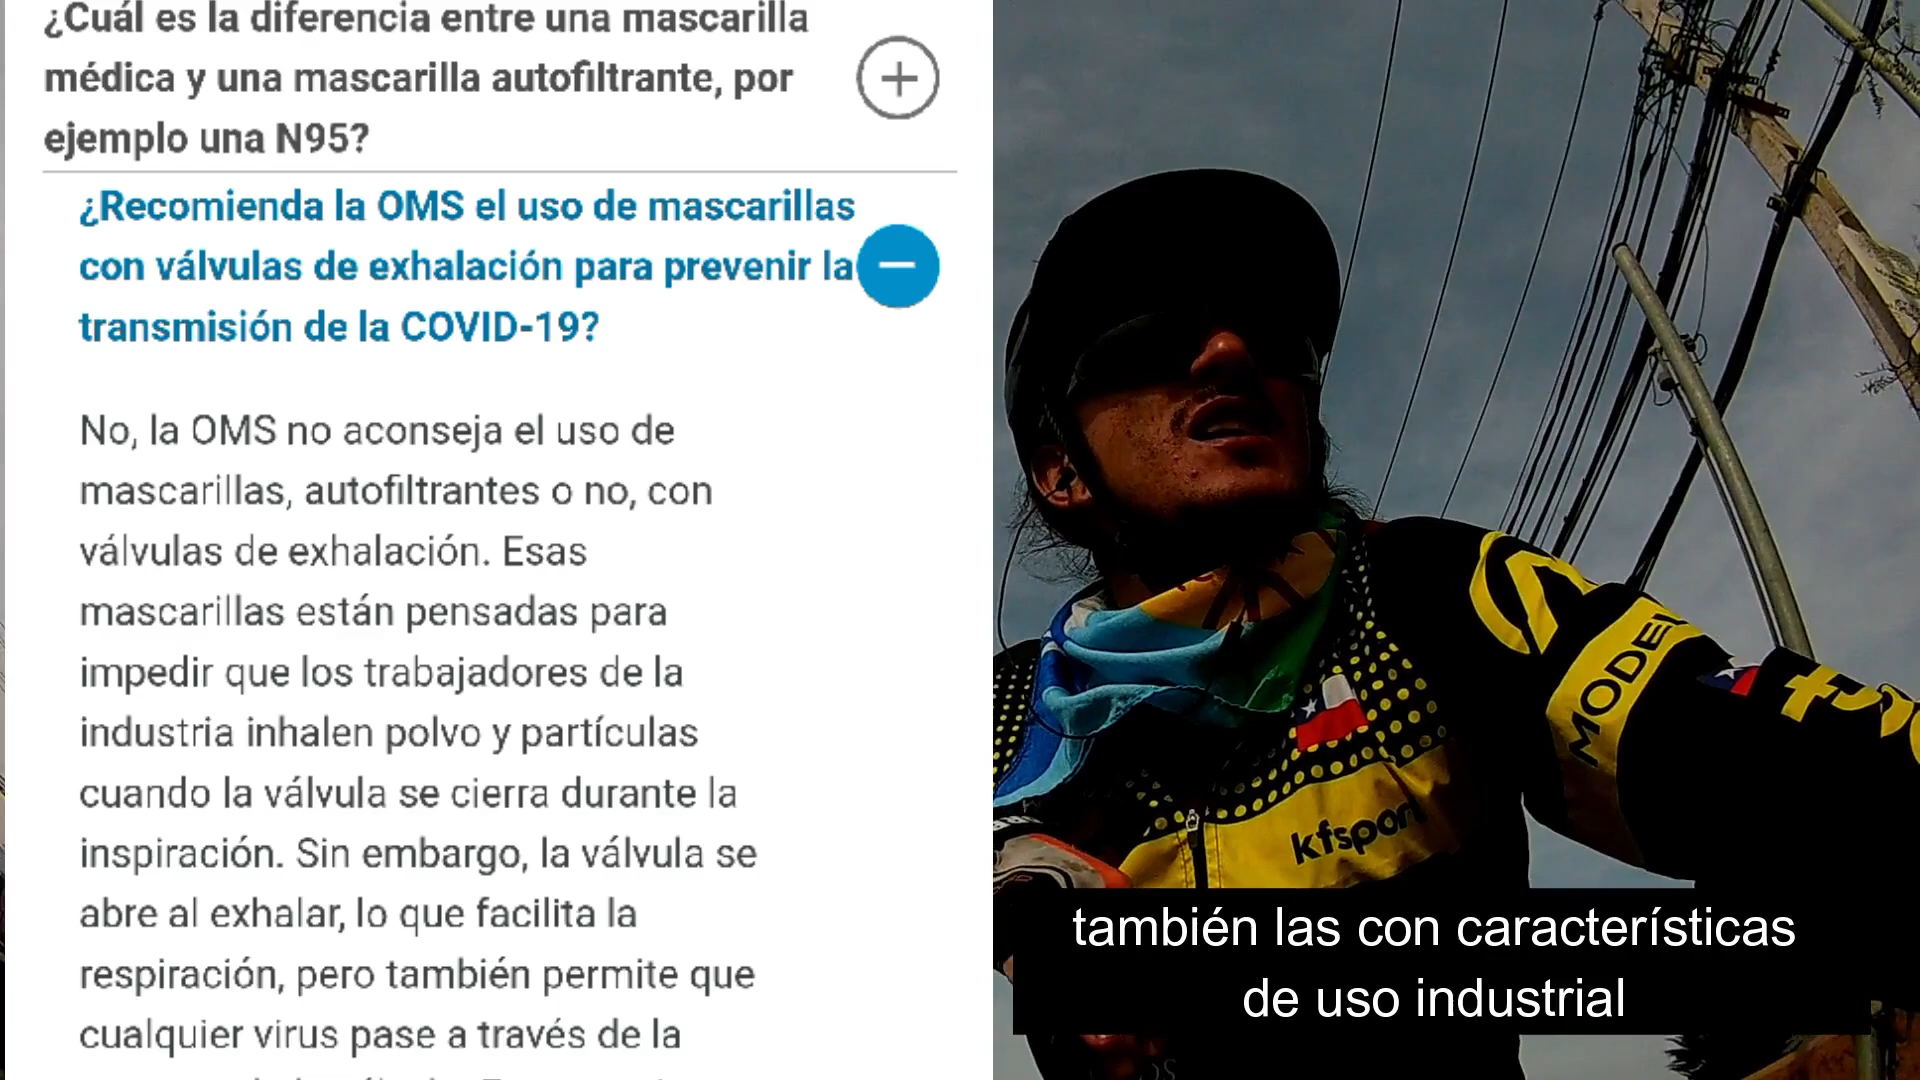 ¿Cuál es la diferencia entre una mascarilla
médica y una mascarilla autofiltrante, por
ejemplo una N95?
¿Recomienda la OMS el uso de mascarillas
con válvulas de exhalación para prevenir la
transmisión de la COVID-19?
No, la OMS no aconseja el uso de
mascarillas, autofiltrantes o no, con
válvulas de exhalación. Esas
mascarillas están pensadas para
impedir que los trabajadores de la
industria inhalen polvo y partículas
cuando la válvula se cierra durante la
inspiración. Sin embargo, la válvula se
abre al exhalar, lo que facilita la
respiración, pero también permite que
cualquier virus pase a través de la
MODEL
kfsport
también las con características
de uso industrial